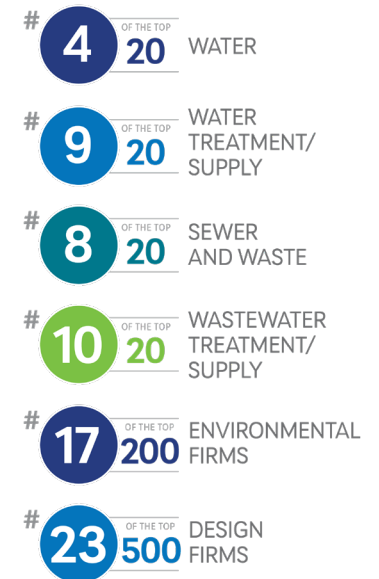 #
4
OF THE TOP
20
WATER
#
9
OF THE TOP
20
WATER
TREATMENT/
SUPPLY
#
8
OF THE TOP
20
SEWER
AND WASTE
#
10
OF THE TOP
20
WASTEWATER
TREATMENT/
SUPPLY
#
17
OF THE TOP
200
ENVIRONMENTAL
FIRMS
#
23
OF THE TOP
500
DESIGN
FIRMS